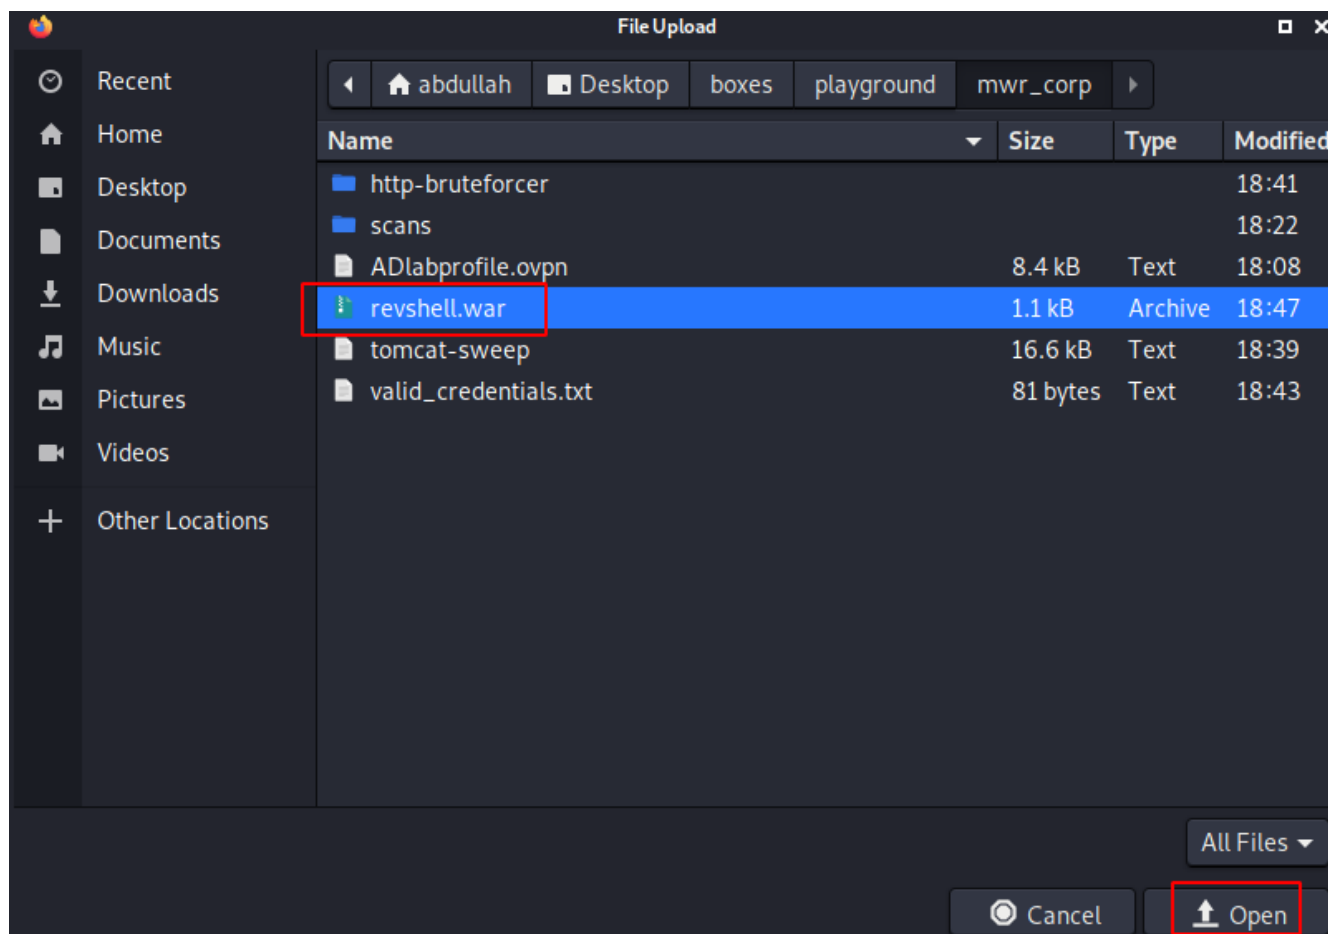 File Upload
Recent
Home
Desktop
Documents
Downloads
Music
Pictures
Videos
Other Locations
abdullah Desktop boxes playground mwr_corp
Name Size Type Modified
http-bruteforcer 18:41
scans 18:22
ADlabprofile.ovpn 8.4 kB Text 18:08
revshell.war 1.1 kB Archive 18:47
tomcat-sweep 16.6 kB Text 18:39
valid_credentials.txt 81 bytes Text 18:43
All Files
Cancel Open